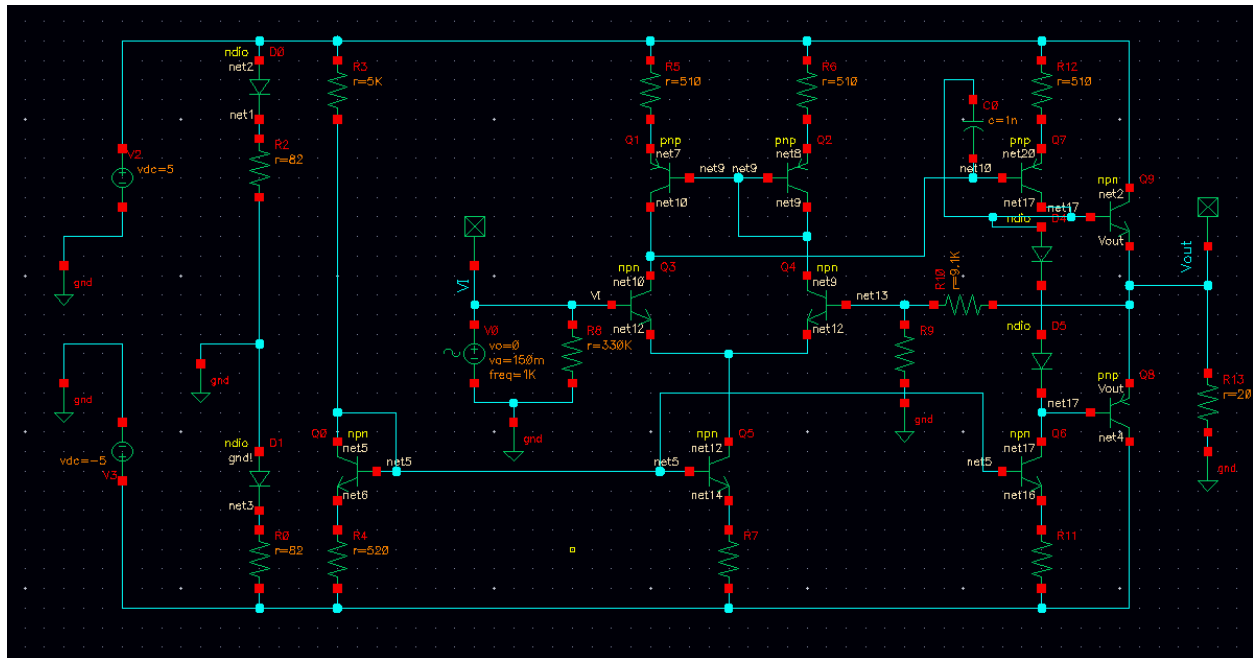 ndio
D0
net2
net1
R2
r=82
R3
r=5K
R5
r=510
R6
r=510
R12
r=510
C0
c=1n
V2
vdc=5
gnd
Q1
pnp
net7
net9
net10
Q2
pnp
net8
net9
net9
Q7
pnp
net20
net10
net17
net17
npn
Q9
net2
Vout
ndio
D4
Vout
VI
VI
npn
Q3
net10
net12
Q4
npn
net9
net13
net12
R10
r=9.1K
V0
vo=0
va=150m
freq=1K
R8
r=330K
gnd
R9
gnd
ndio
D5
net17
pnp
Q8
Vout
net4
R13
r=20
gnd
gnd
gnd
vdc=-5
V3
ndio
D1
gnd!
net3
R0
r=82
Q0
npn
net5
net5
net6
R4
r=520
npn
Q5
net12
net5
net14
R7
npn
Q6
net17
net5
net16
R11